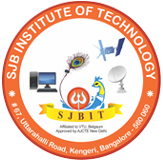 SJB INSTITUTE OF TECHNOLOGY
SJBIT
Affiliated to VTU, Belgaum
Approved by AICTE New Delhi
# 67, Uttarahalli Road, Kengeri, Bangalore - 560 060